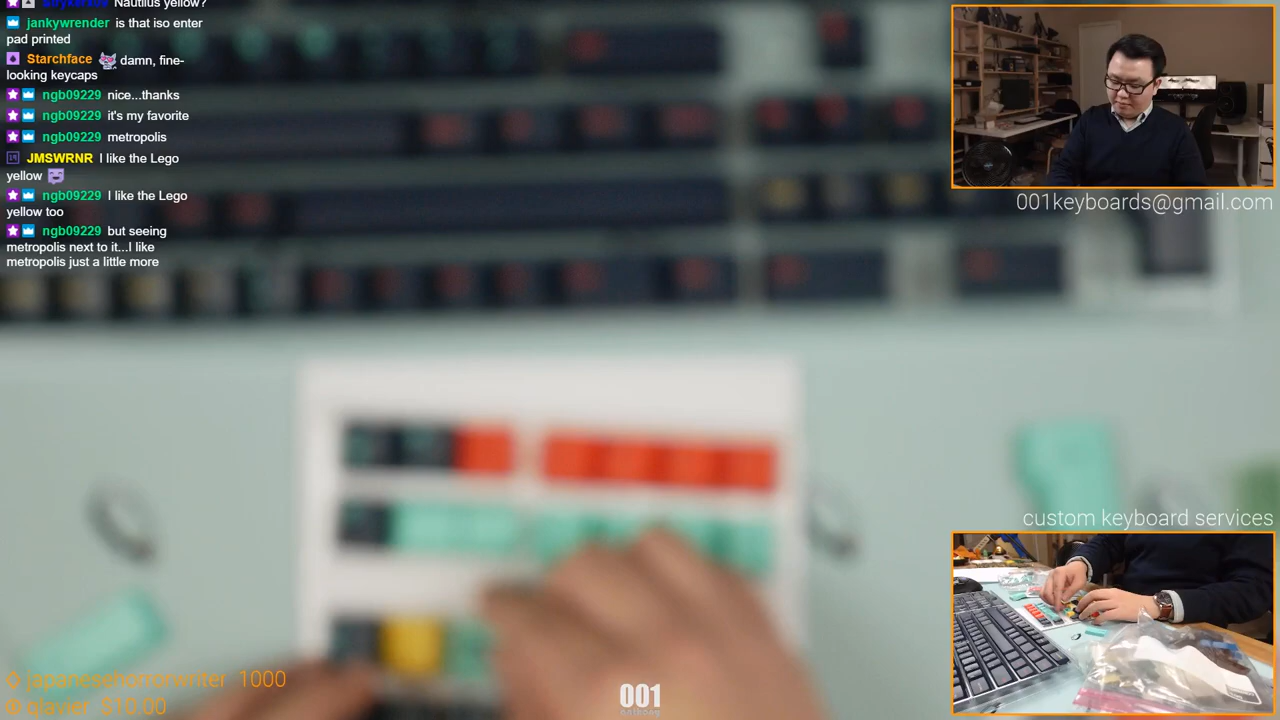 Nautilus yellow?
jankywrender is that iso enter
pad printed
Starchface damn, fine-
looking keycaps
ngb09229 nice...thanks
ngb09229 it's my favorite
ngb09229 metropolis
JMSWRNR I like the Lego
yellow
ngb09229 I like the Lego
yellow too
ngb09229 but seeing
metropolis next to it...I like
metropolis just a little more
001keyboards@gmail.com
custom keyboard services
japanesehorrorwriter 1000
qlavier $10.00
001